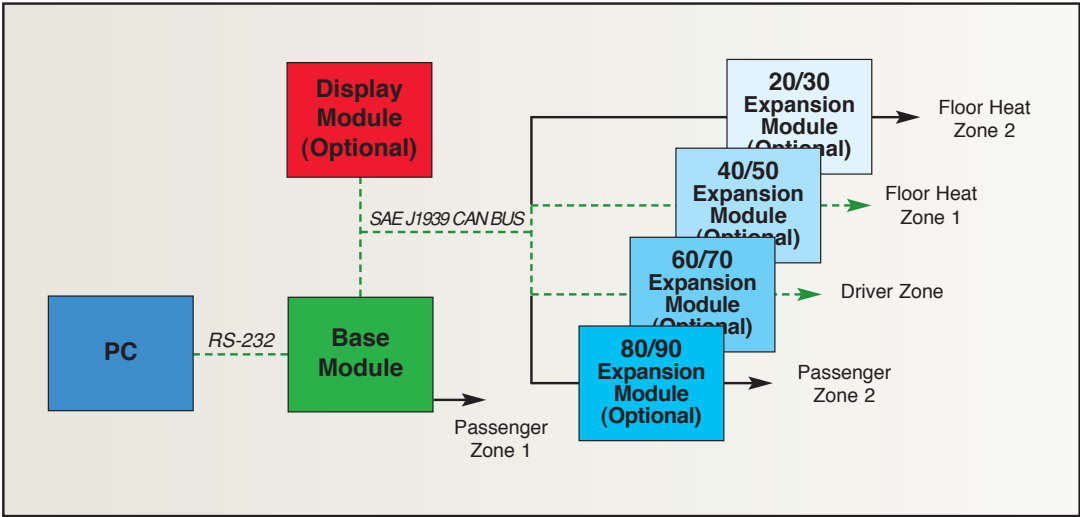 Display
Module
(Optional)
SAE J1939 CAN BUS
PC
RS-232
Base
Module
Passenger
Zone 1
20/30
Expansion
Module
(Optional)
Floor Heat
Zone 2
40/50
Expansion
Module
(Optional)
Floor Heat
Zone 1
60/70
Expansion
Module
(Optional)
Driver Zone
80/90
Expansion
Module
(Optional)
Passenger
Zone 2